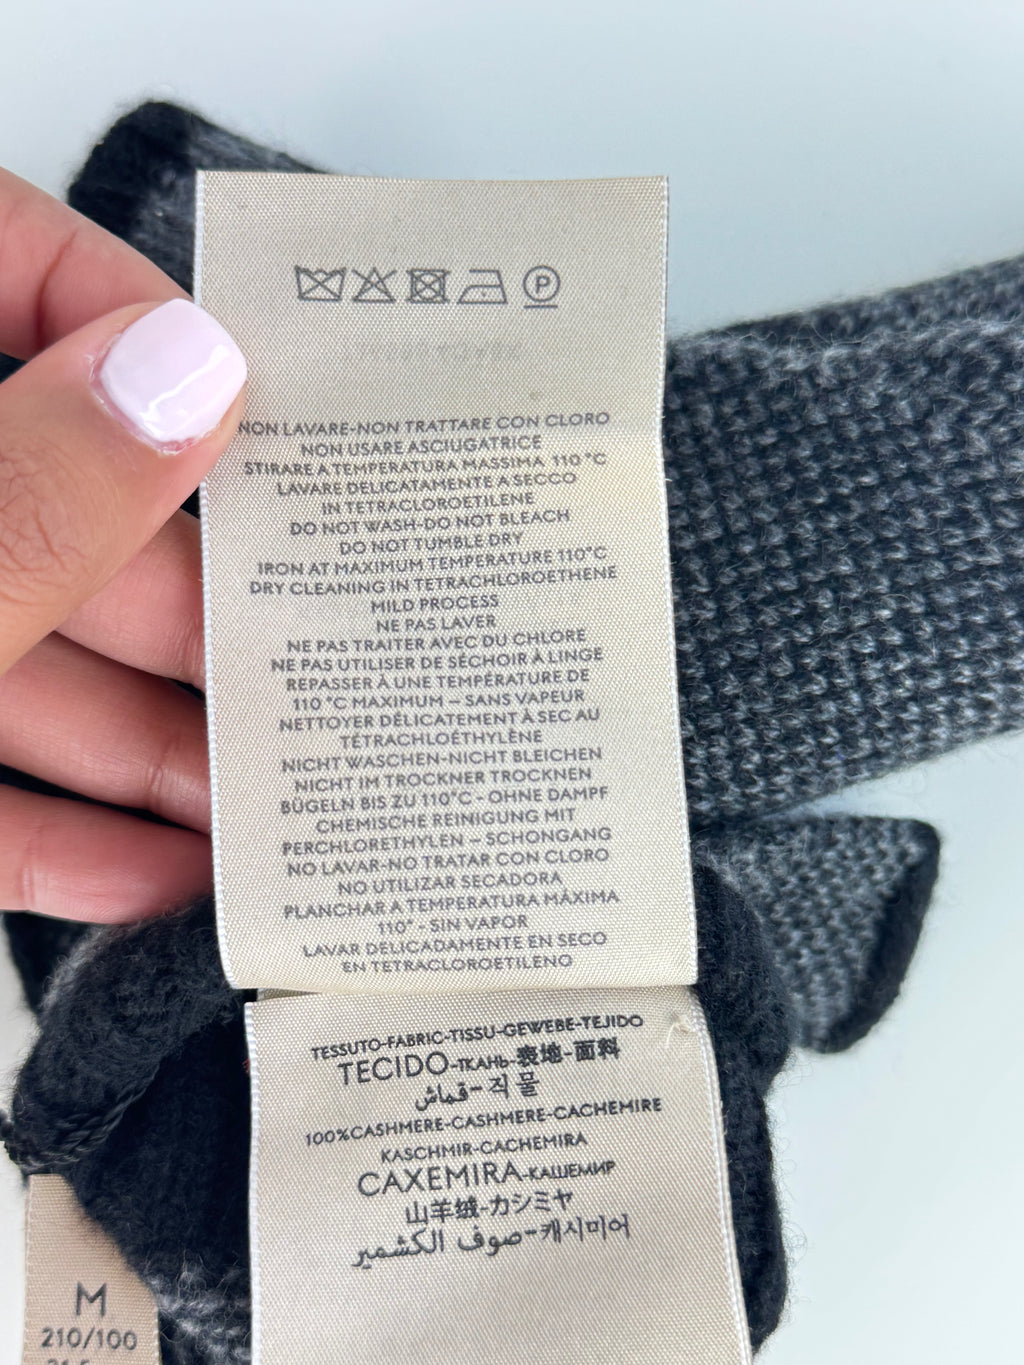 P
NON LAVARE-NON TRATTARE CON CLORO
NON USARE ASCIUGATRICE
STIRARE A TEMPERATURA MASSIMA 110 °C
LAVARE DELICATAMENTE A SECCO
IN TETRACLOROETILENE
DO NOT WASH-DO NOT BLEACH
DO NOT TUMBLE DRY
IRON AT MAXIMUM TEMPERATURE 110°C
DRY CLEANING IN TETRACHLOROETHENE
MILD PROCESS
NE PAS LAVER
NE PAS TRAITER AVEC DU CHLORE
NE PAS UTILISER DE SÉCHOIR À LINGE
REPASSER À UNE TEMPÉRATURE DE
110 °C MAXIMUM – SANS VAPEUR
NETTOYER DÉLICATEMENT À SEC AU
TÉTRACHLOÉTHYLÈNE
NICHT WASCHEN-NICHT BLEICHEN
NICHT IM TROCKNER TROCKNEN
BÜGELN BIS ZU 110°C - OHNE DAMPF
CHEMISCHE REINIGUNG MIT
PERCHLORETHYLEN – SCHONGANG
NO LAVAR-NO TRATAR CON CLORO
NO UTILIZAR SECADORA
PLANCHAR A TEMPERATURA MÁXIMA
110° - SIN VAPOR
LAVAR DELICADAMENTE EN SECO
EN TETRACLOROETILENO
TESSUTO-FABRIC-TISSU-GEWEBE-TEJIDO
TECIDO-ТКАНЬ-表地-面料
قماش-직물
100%CASHMERE-CASHMERE-CACHEMIRE
KASCHMIR-CACHEMIRA
CAXEMIRA-КАШЕМИР
山羊绒-カシミヤ
صوف الكشمير-캐시미어
M
210/100